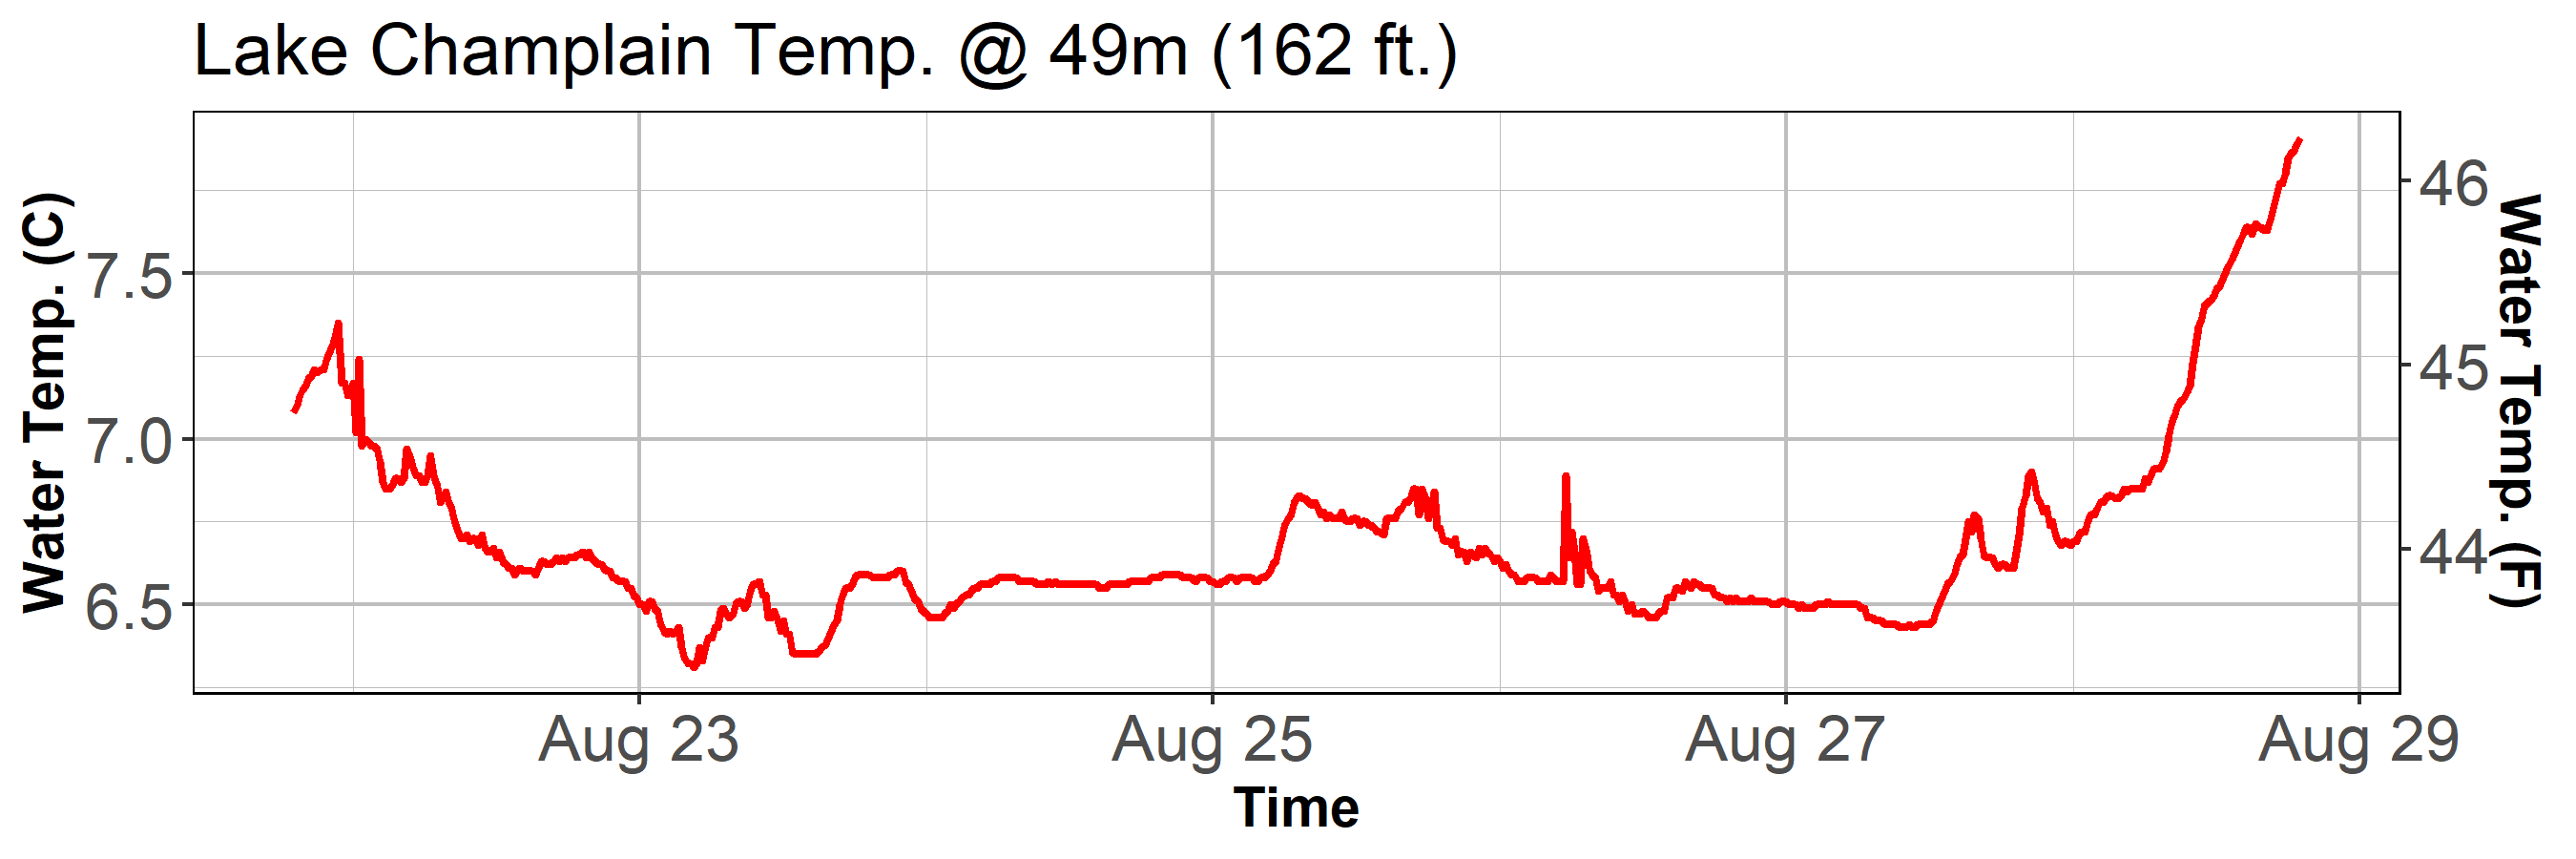 Lake Champlain Temp. @ 49m (162 ft.)
Water Temp. (C)
7.5
7.0
6.5
46
45
44
Water Temp. (F)
Aug 23
Aug 25
Aug 27
Aug 29
Time